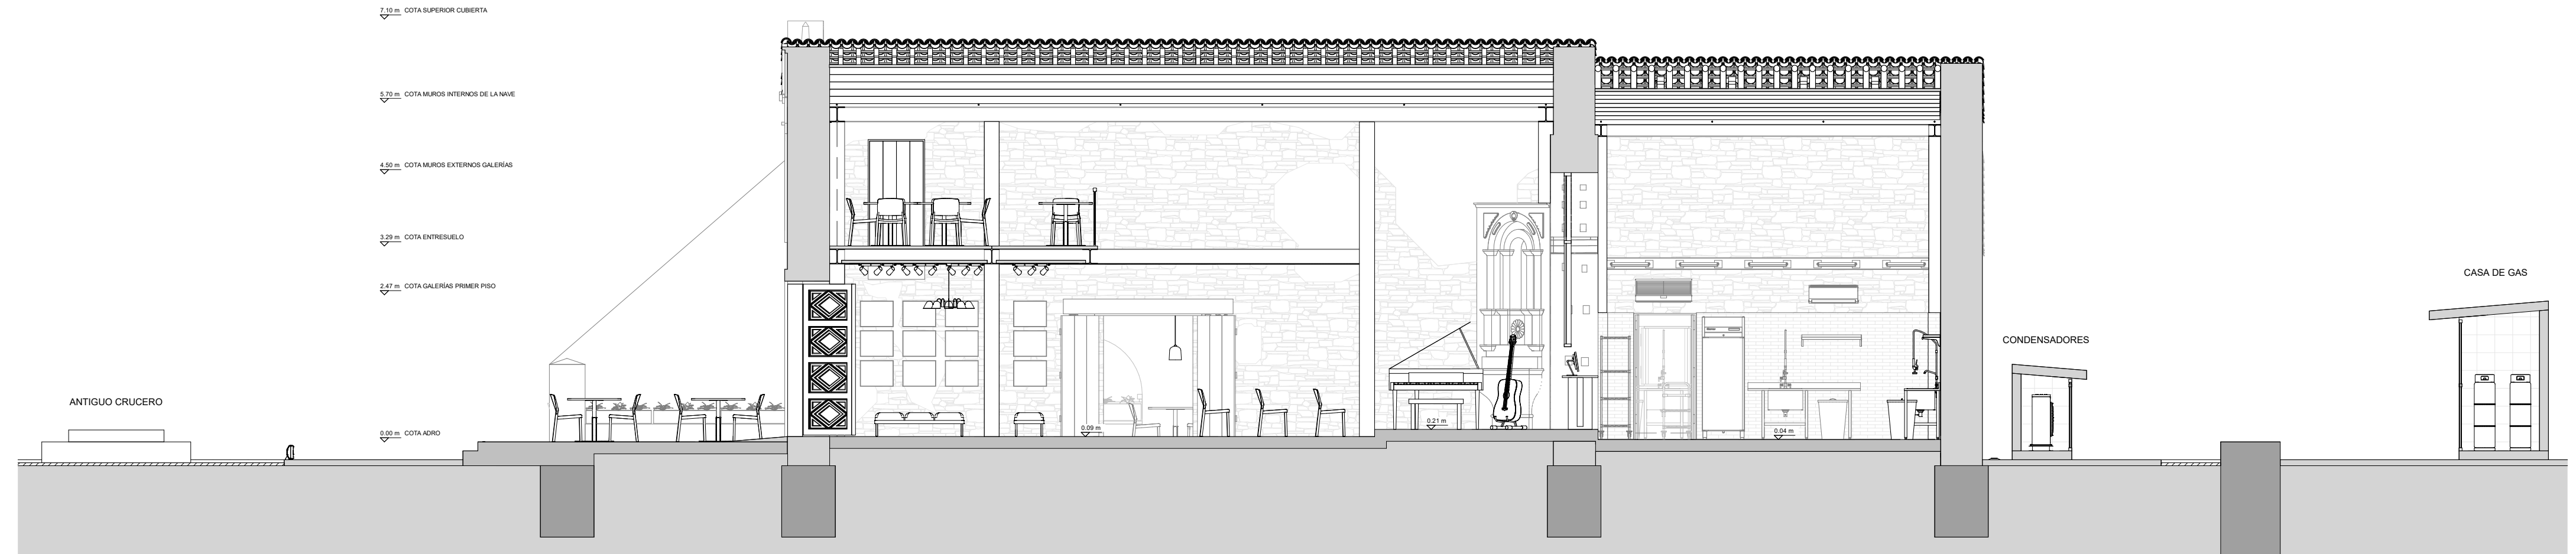 7.10 m COTA SUPERIOR CUBIERTA
5.70 m COTA MUROS INTERNOS DE LA NAVE
4.50 m COTA MUROS EXTERNOS GALERÍAS
3.29 m COTA ENTRESUELO
2.47 m COTA GALERÍAS PRIMER PISO
0.00 m COTA ADRO
ANTIGUO CRUCERO
0.09 m
0.21 m
0.04 m
CONDENSADORES
CASA DE GAS